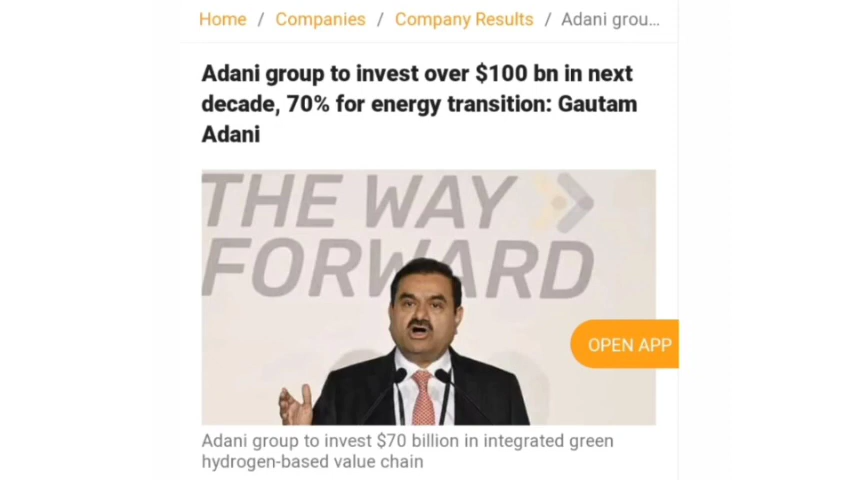 Home / Companies / Company Results / Adani grou...
Adani group to invest over $100 bn in next
decade, 70% for energy transition: Gautam
Adani
THE WAY
FORWARD
OPEN APP
Adani group to invest $70 billion in integrated green
hydrogen-based value chain